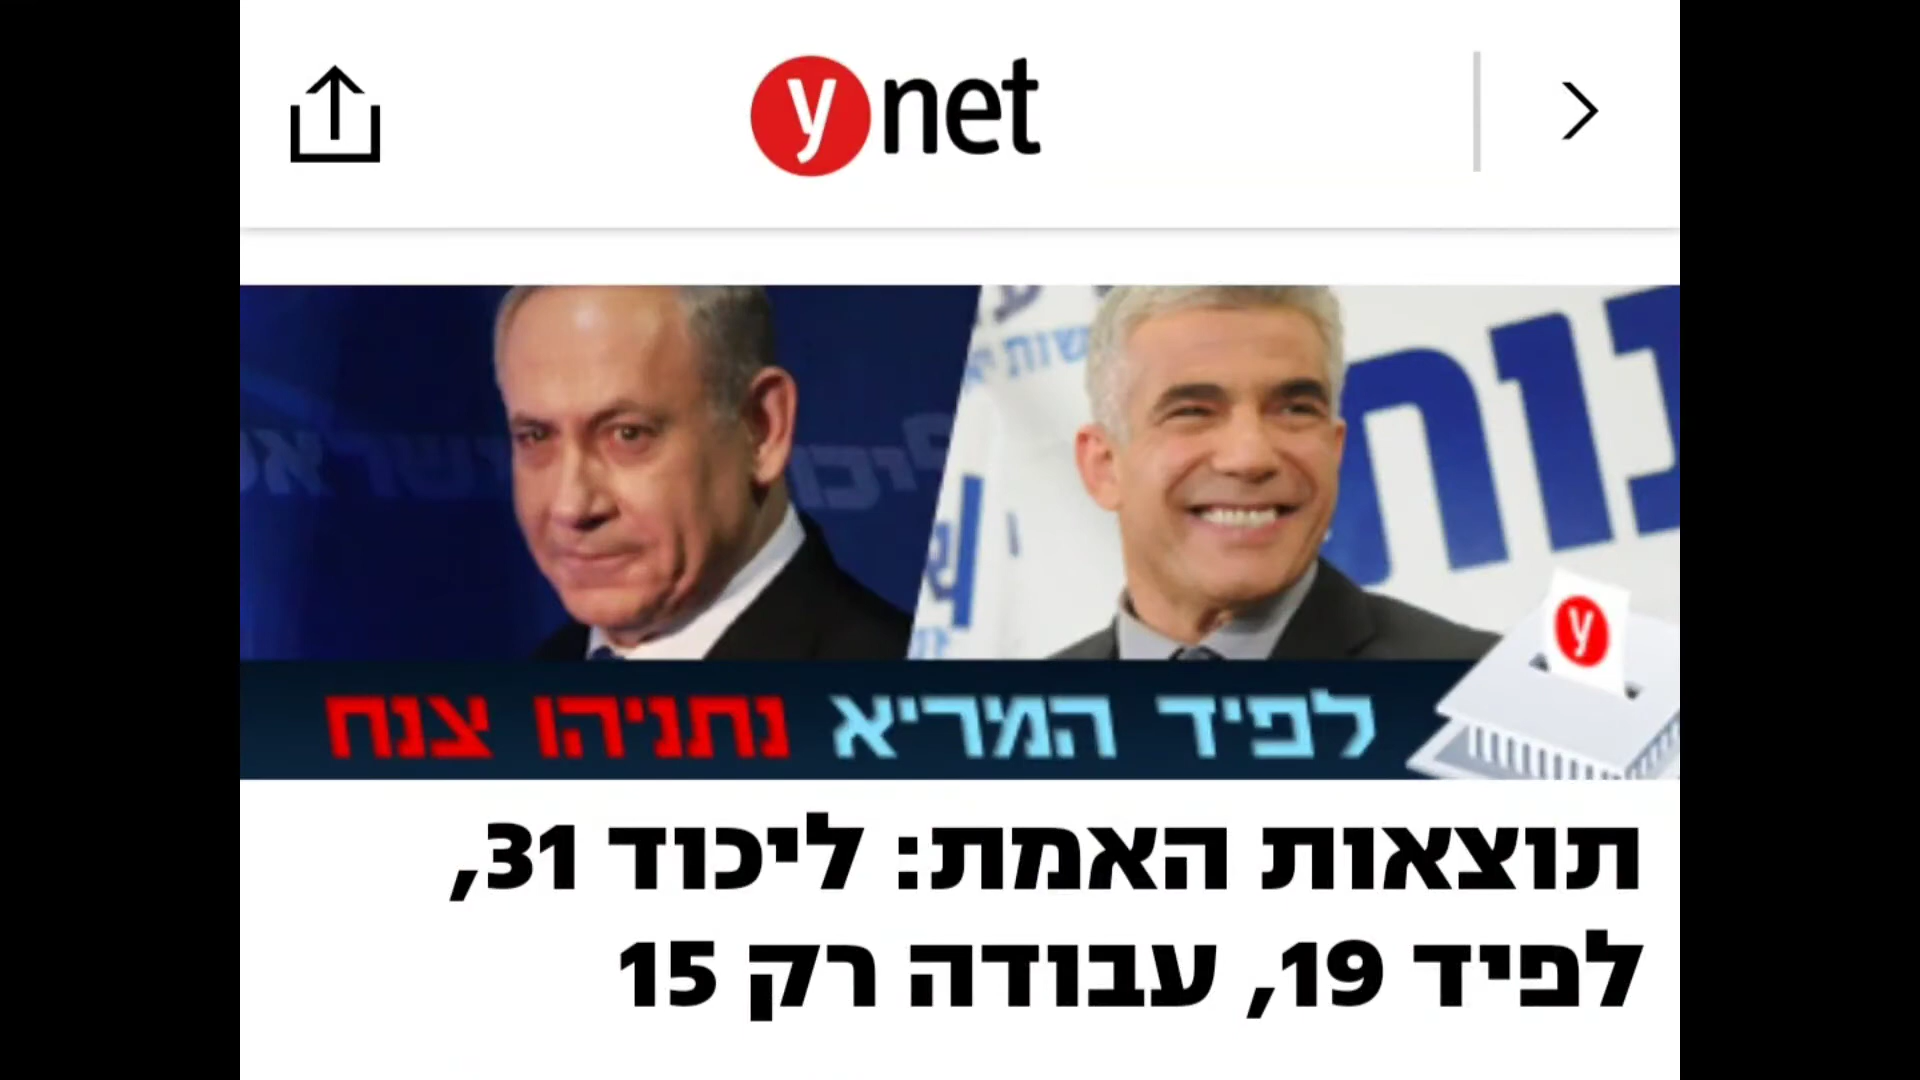 ynet
לפיד המריא נתניהו צנח
y
תוצאות האמת: ליכוד 31,
לפיד 19, עבודה רק 15